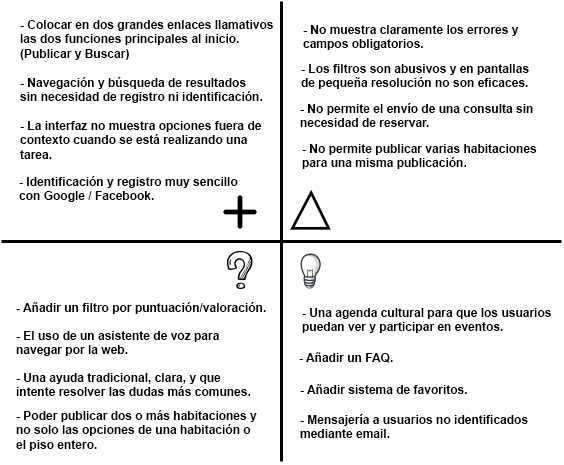 - Colocar en dos grandes enlaces llamativos
las dos funciones principales al inicio.
(Publicar y Buscar)
- Navegación y búsqueda de resultados
sin necesidad de registro ni identificación.
- La interfaz no muestra opciones fuera de
contexto cuando se está realizando una
tarea.
- Identificación y registro muy sencillo
con Google / Facebook.
- No muestra claramente los errores y
campos obligatorios.
- Los filtros son abusivos y en pantallas
de pequeña resolución no son eficaces.
- No permite el envío de una consulta sin
necesidad de reservar.
- No permite publicar varias habitaciones
para una misma publicación.
- Añadir un filtro por puntuación/valoración.
- El uso de un asistente de voz para
navegar por la web.
- Una ayuda tradicional, clara, y que
intente resolver las dudas más comunes.
- Poder publicar dos o más habitaciones y
no solo las opciones de una habitación o
el piso entero.
- Una agenda cultural para que los usuarios
puedan ver y participar en eventos.
- Añadir un FAQ.
- Añadir sistema de favoritos.
- Mensajería a usuarios no identificados
mediante email.